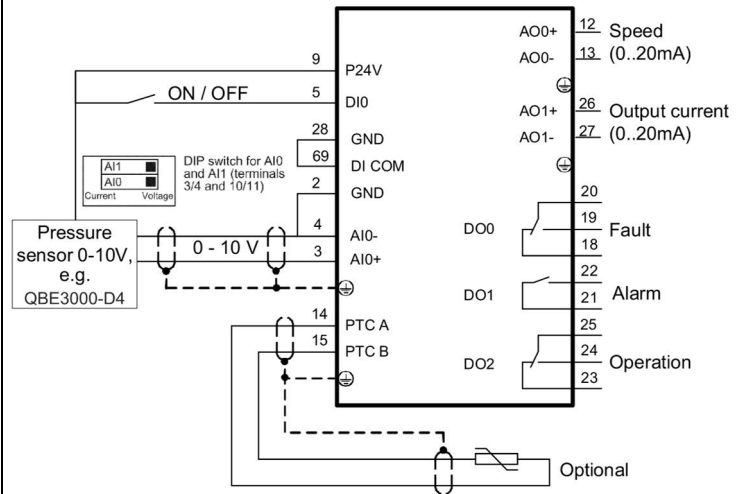 9
P24V
ON / OFF
5
DI0
28
GND
69
DI COM
2
GND
AI1
AI0
Current Voltage
DIP switch for AI0
and AI1 (terminals
3/4 and 10/11)
Pressure
sensor 0-10V,
e.g.
QBE3000-D4
0 - 10 V
4
AI0-
3
AI0+
14
PTC A
15
PTC B
AO0+
12
Speed
AO0-
13
(0..20mA)
AO1+
26
Output current
AO1-
27
(0..20mA)
20
DO0
19
Fault
18
22
DO1
Alarm
21
25
DO2
24
Operation
23
Optional